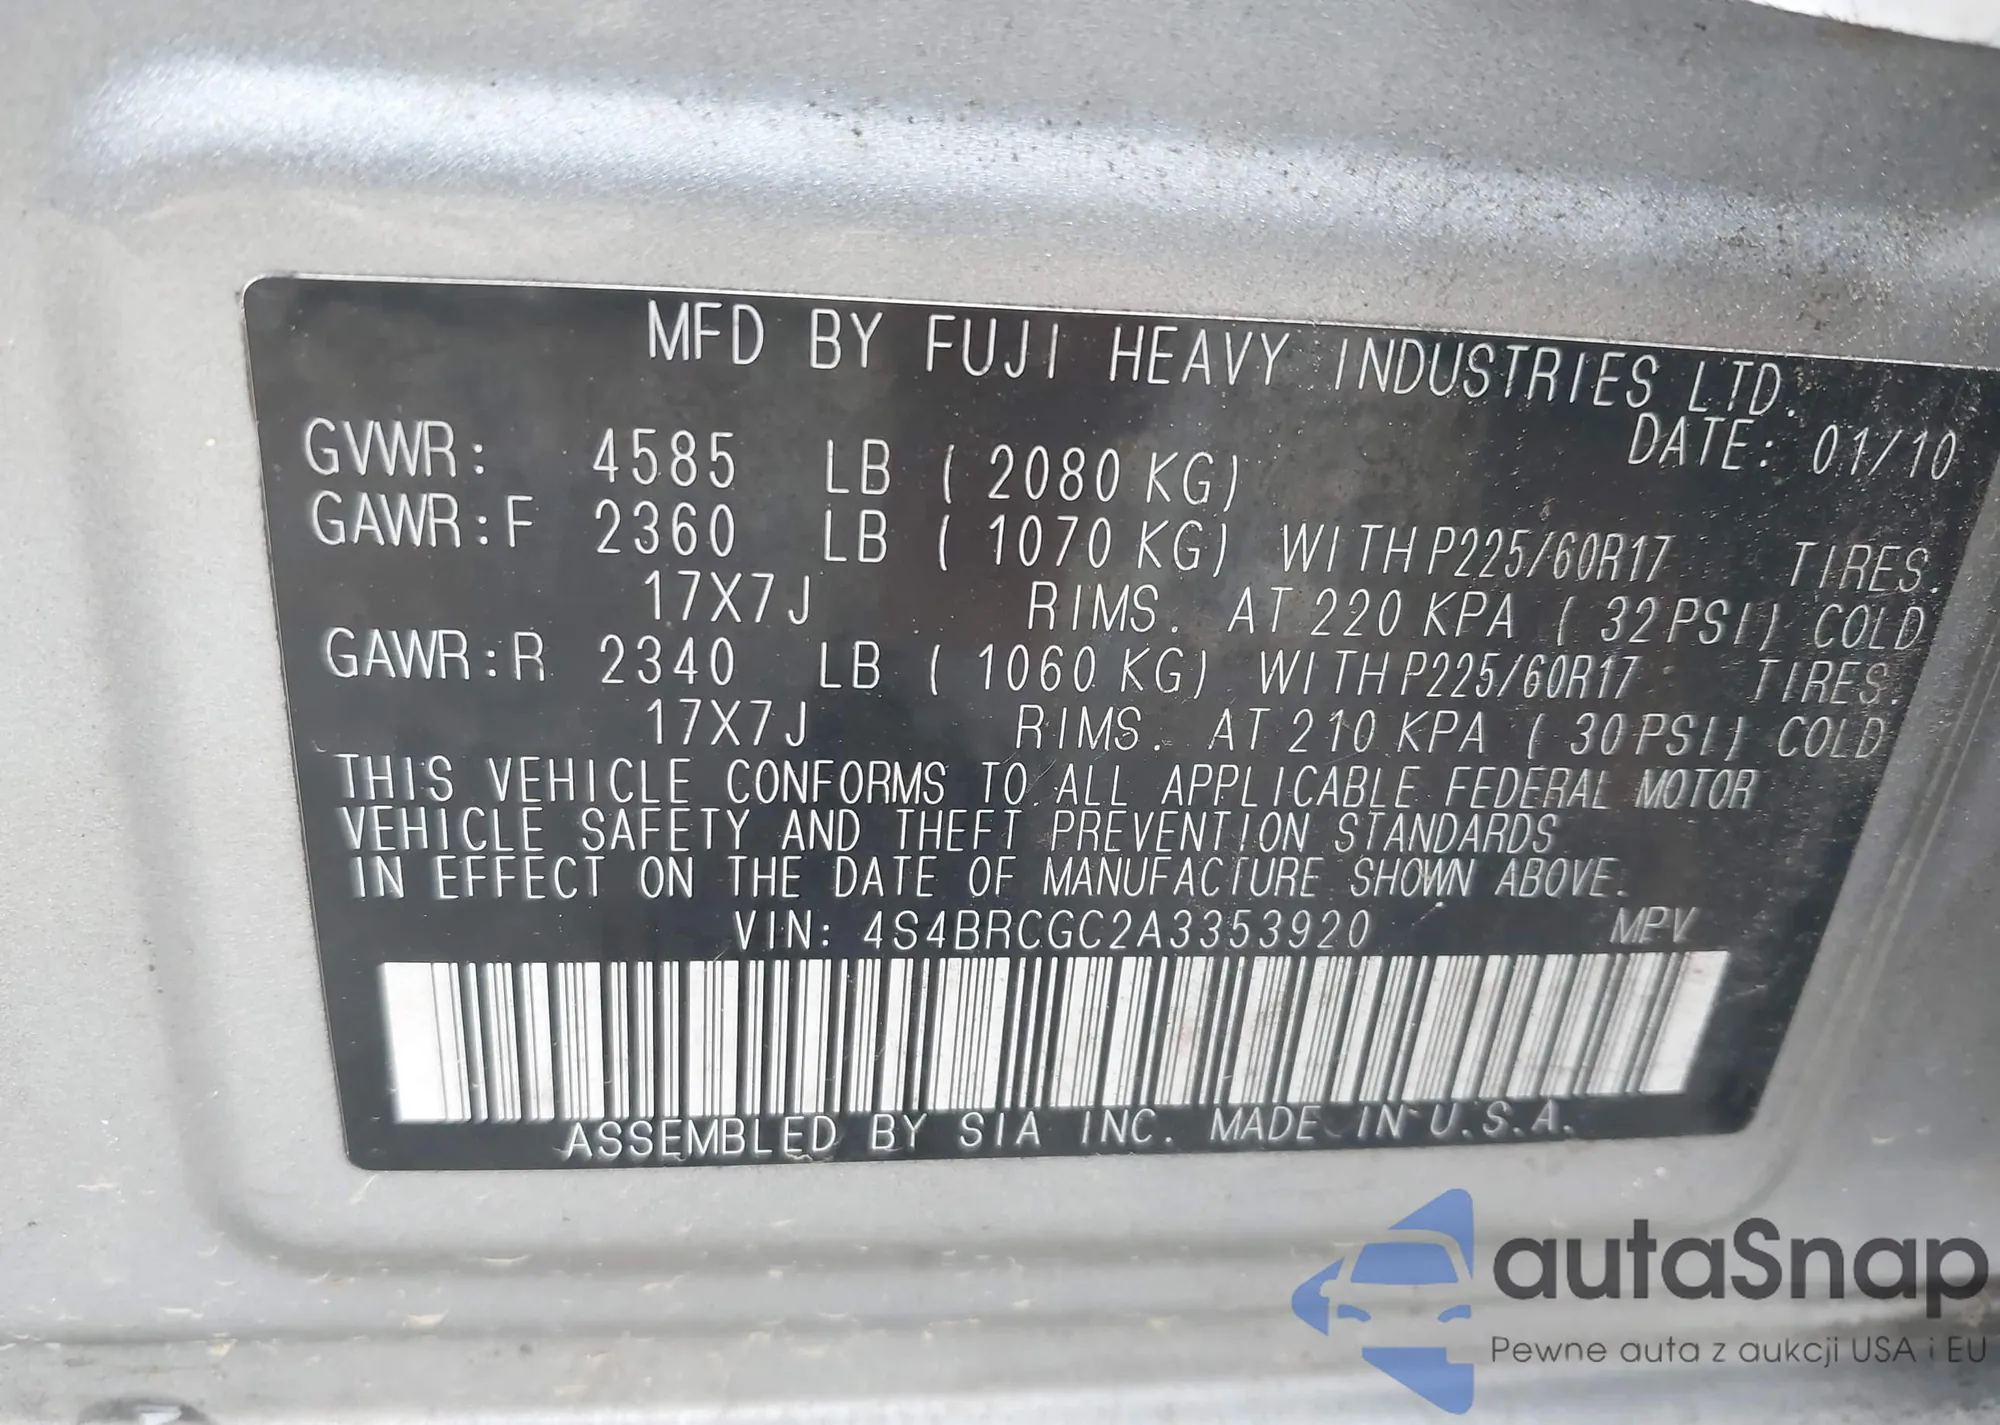 MFD BY FUJI HEAVY INDUSTRIES LTD.
DATE: 01/10
GVWR: 4585 LB ( 2080 KG)
GAWR:F 2360 LB ( 1070 KG) WITH P225/60R17 TIRES.
17X7J RIMS. AT 220 KPA ( 32 PSI) COLD
GAWR:R 2340 LB ( 1060 KG) WITH P225/60R17 TIRES.
17X7J RIMS. AT 210 KPA ( 30 PSI) COLD
THIS VEHICLE CONFORMS TO ALL APPLICABLE FEDERAL MOTOR
VEHICLE SAFETY AND THEFT PREVENTION STANDARDS
IN EFFECT ON THE DATE OF MANUFACTURE SHOWN ABOVE.
VIN: 4S4BRCGC2A3353920 MPV
ASSEMBLED BY SIA INC. MADE IN U.S.A.
autaSnap
Pewne auta z aukcji USA i EU